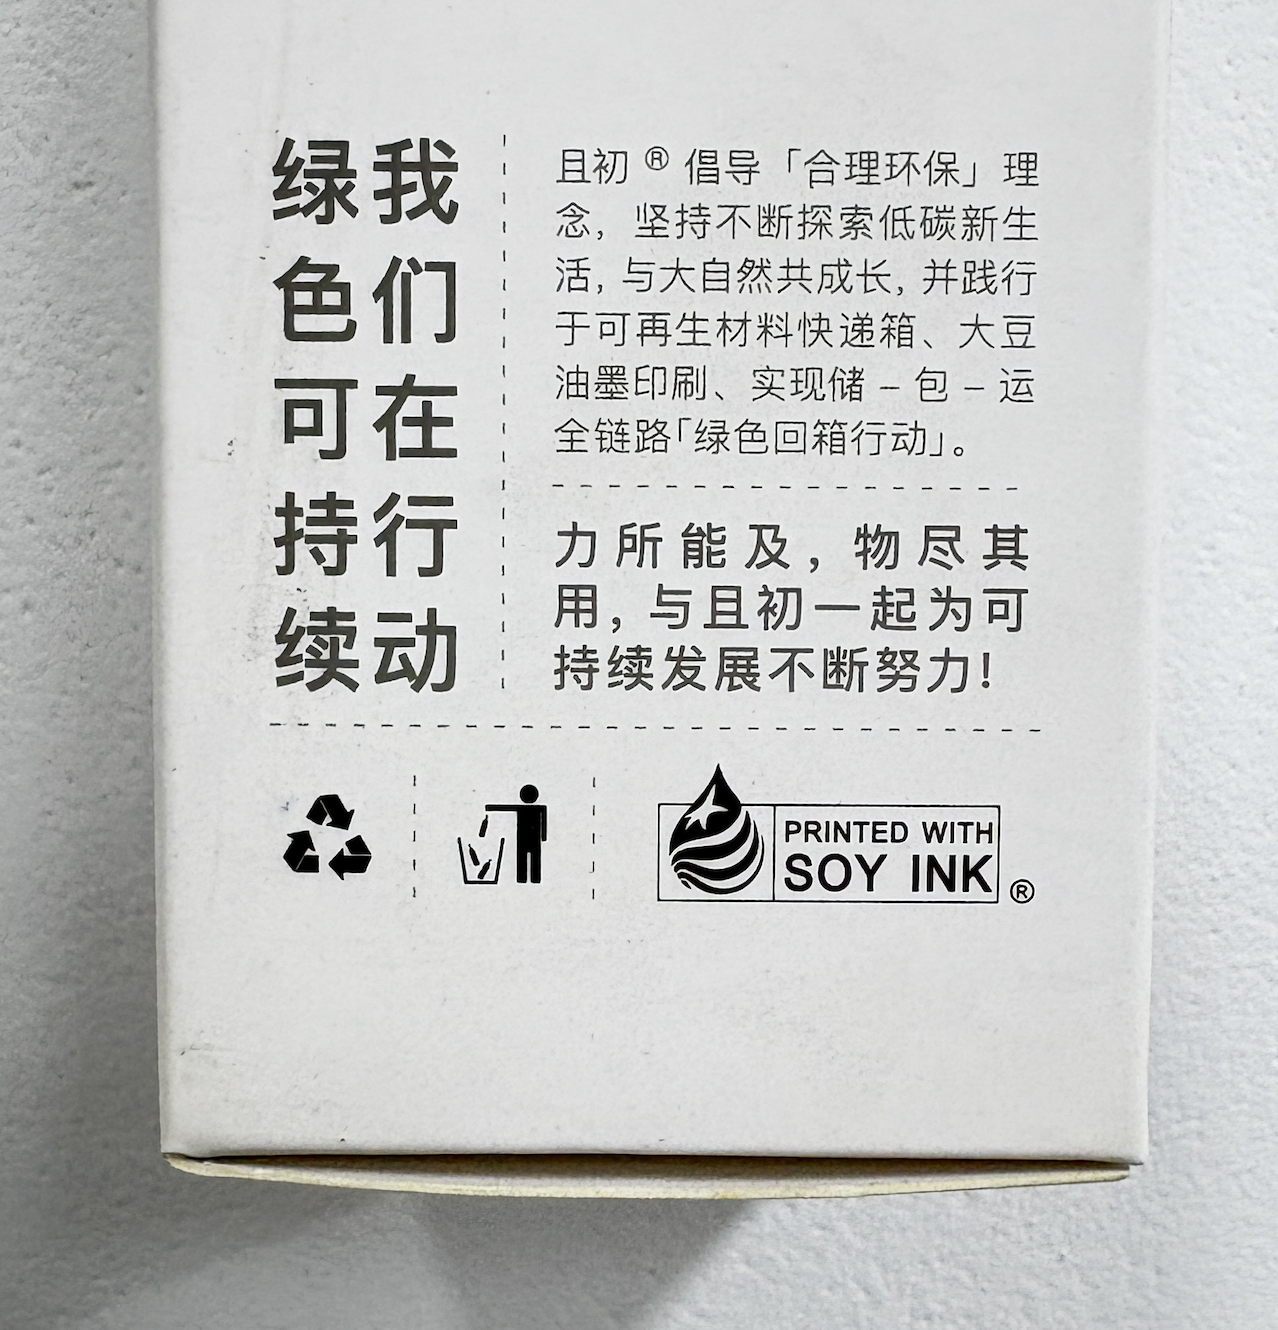 我们在行动
绿色可持续
且初® 倡导「合理环保」理
念，坚持不断探索低碳新生
活，与大自然共成长，并践行
于可再生材料快递箱、大豆
油墨印刷、实现储 – 包 – 运
全链路「绿色回箱行动」。
力所能及，物尽其
用，与且初一起为可
持续发展不断努力！
PRINTED WITH
SOY INK®